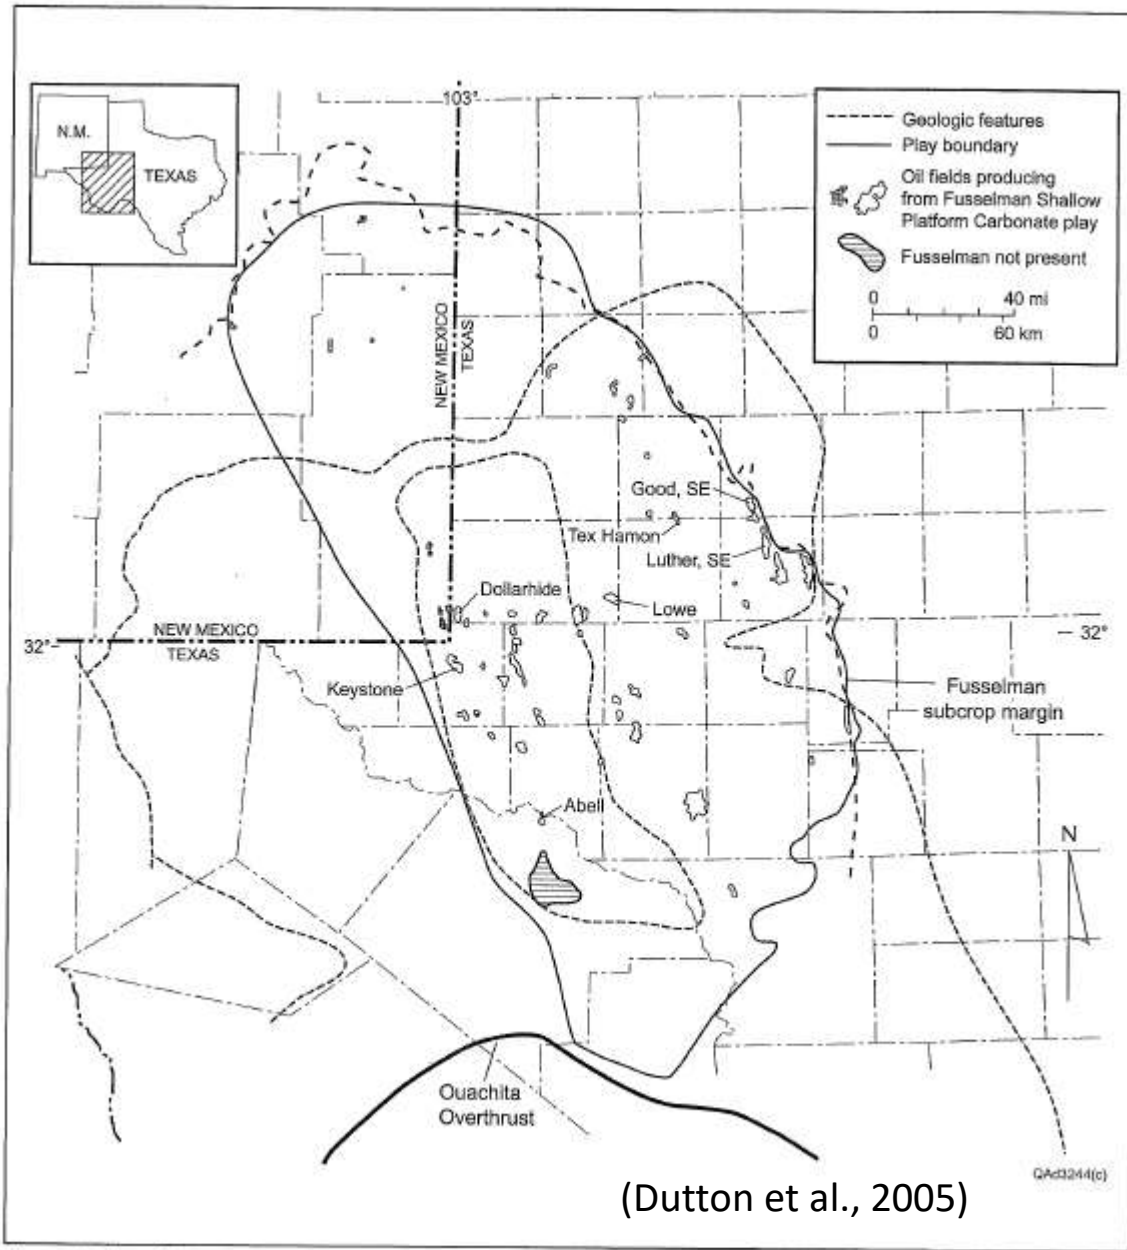 N.M.
TEXAS
103°
Geologic features
Play boundary
Oil fields producing
from Fusselman Shallow
Platform Carbonate play
Fusselman not present
0
40 mi
0
60 km
NEW MEXICO
TEXAS
Good, SE
Tex Hamon
Luther, SE
Dollarhide
Lowe
NEW MEXICO
32°
TEXAS
32°
Keystone
Fusselman
subcrop margin
Abell
N
Ouachita
Overthrust
QAd3244(c)
(Dutton et al., 2005)